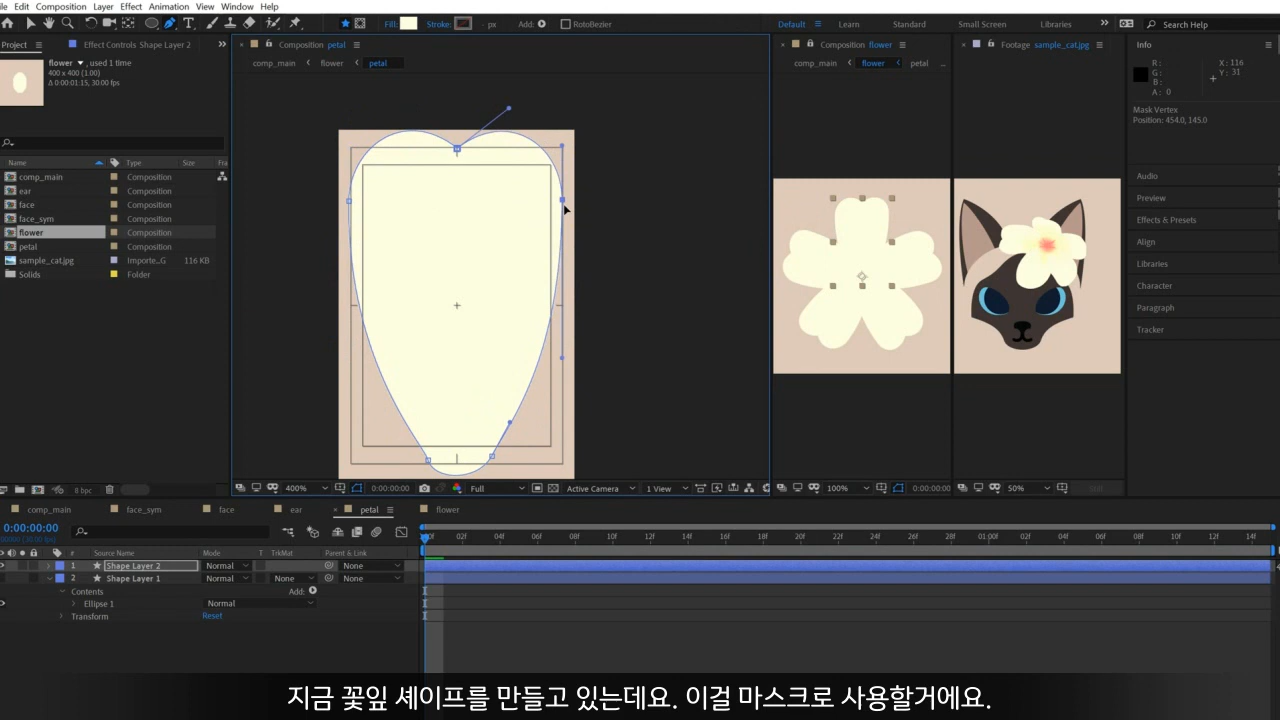 ile Edit Composition Layer Effect Animation View Window Help
Fill: Stroke: - px Add: RotoBezier Default Learn Standard Small Screen Libraries Search Help
Project Effect Controls Shape Layer 2
flower ▼, used 1 time
400 x 400 (1.00)
Δ 0:00:01:15, 30.00 fps
Name Type Size Fra
comp_main Composition
ear Composition
face Composition
face_sym Composition
flower Composition
petal Composition
sample_cat.jpg Importe...G 116 KB
Solids Folder
8 bpc
Composition petal
comp_main flower petal
400% 0:00:00:00 Full Active Camera 1 View
Composition flower
comp_main flower petal ...
100% 0:00:00:00
Footage sample_cat.jpg
50%
Info
R:
G:
B:
A: 0
X: 116
Y: 31
Mask Vertex
Position: 454.0, 145.0
Audio
Preview
Effects & Presets
Align
Libraries
Character
Paragraph
Tracker
comp_main face_sym face ear petal flower
0:00:00:00
02f 04f 06f 08f 10f 12f 14f 16f 18f 20f 22f 24f 26f 28f 01:00f 02f 04f 06f 08f 10f 12f 14f
# Source Name Mode T TrkMat Parent & Link
1 Shape Layer 2 Normal None
2 Shape Layer 1 Normal None None
Contents Add:
Ellipse 1 Normal
Transform Reset
지금 꽃잎 셰이프를 만들고 있는데요. 이걸 마스크로 사용할거에요.